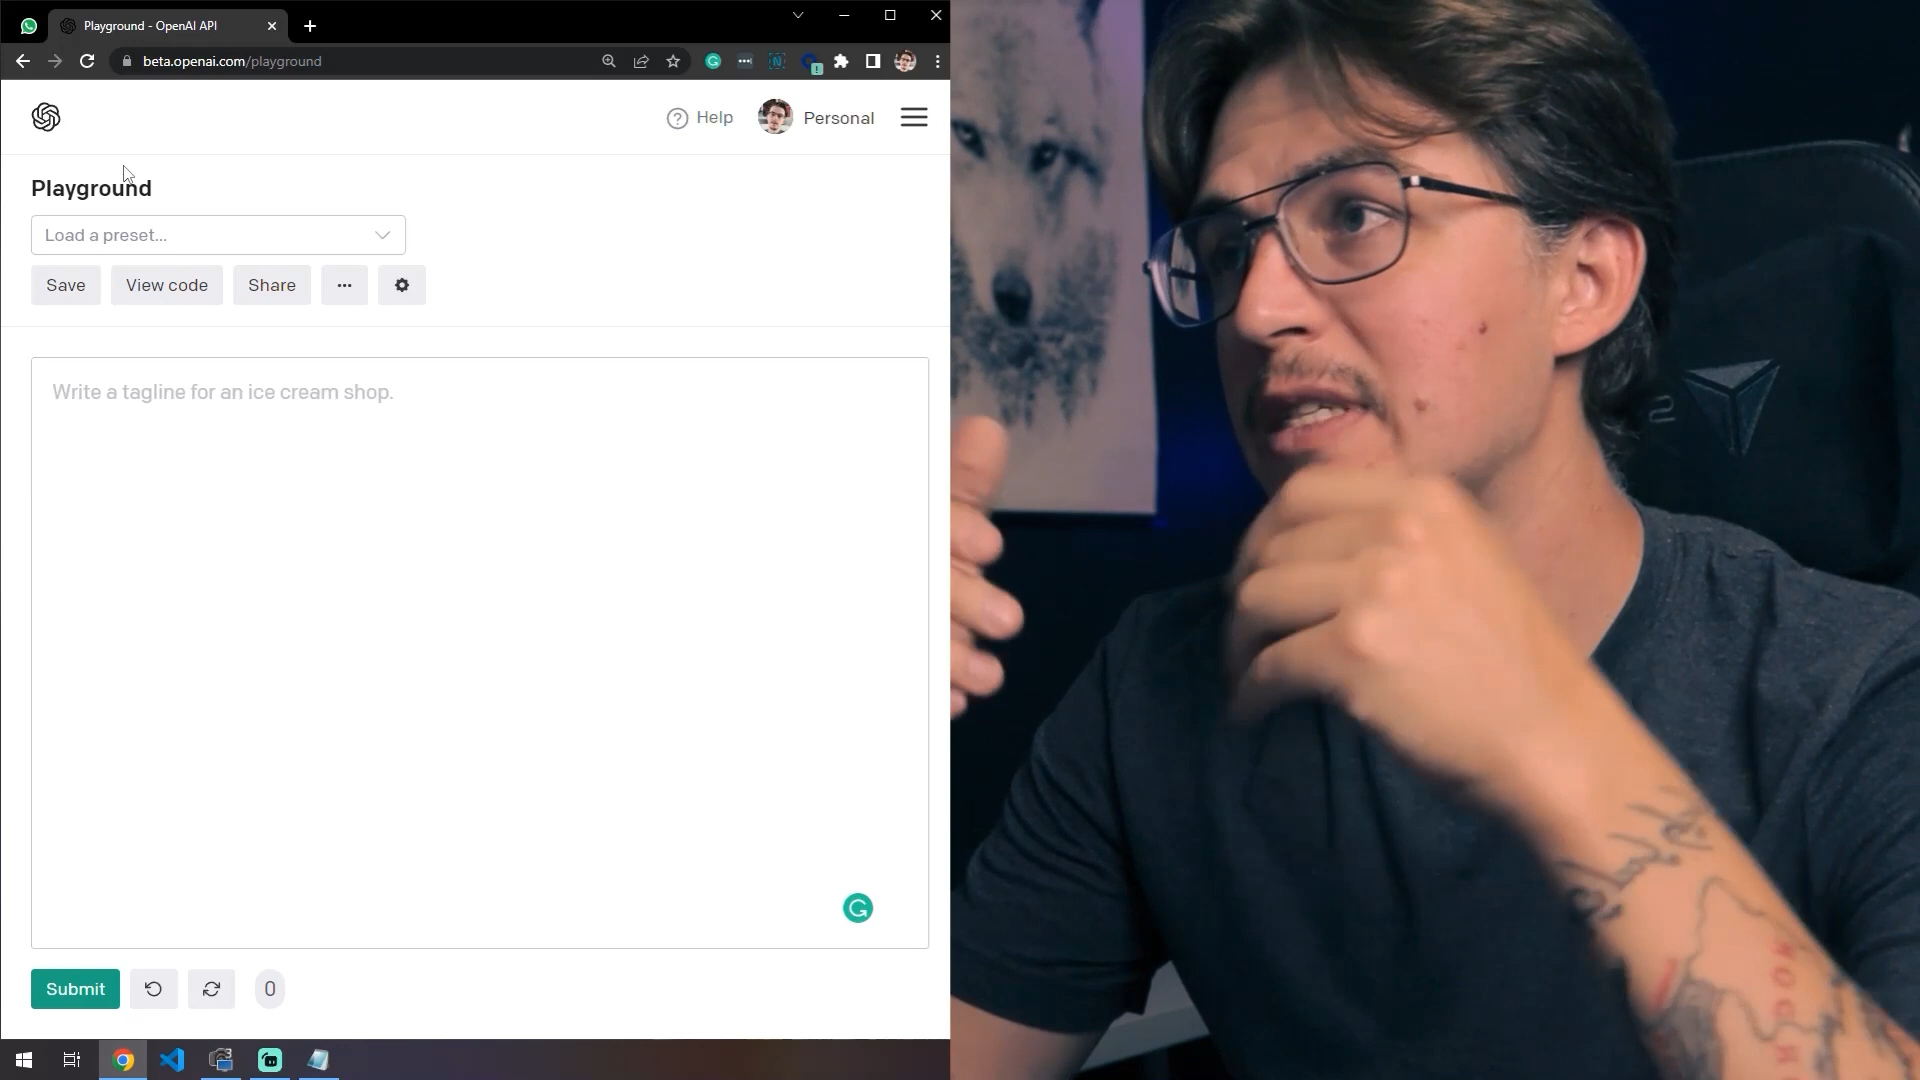 Playground - OpenAI API
beta.openai.com/playground
Help
Personal
Playground
Load a preset...
Save
View code
Share
Write a tagline for an ice cream shop.
Submit
0